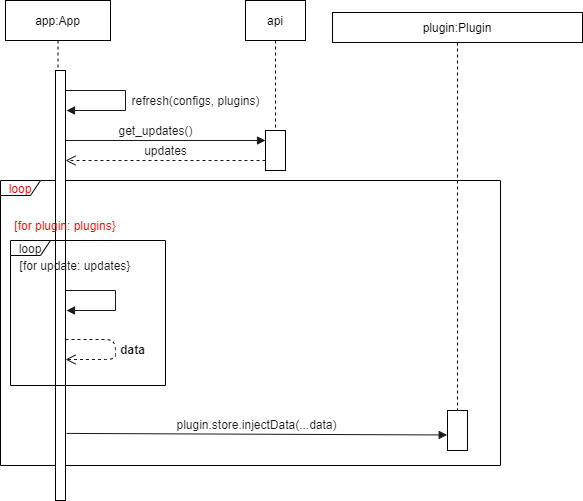 app:App
api
plugin:Plugin
refresh(configs, plugins)
get_updates()
updates
loop
[for plugin: plugins}
loop
[for update: updates}
data
plugin.store.injectData(...data)